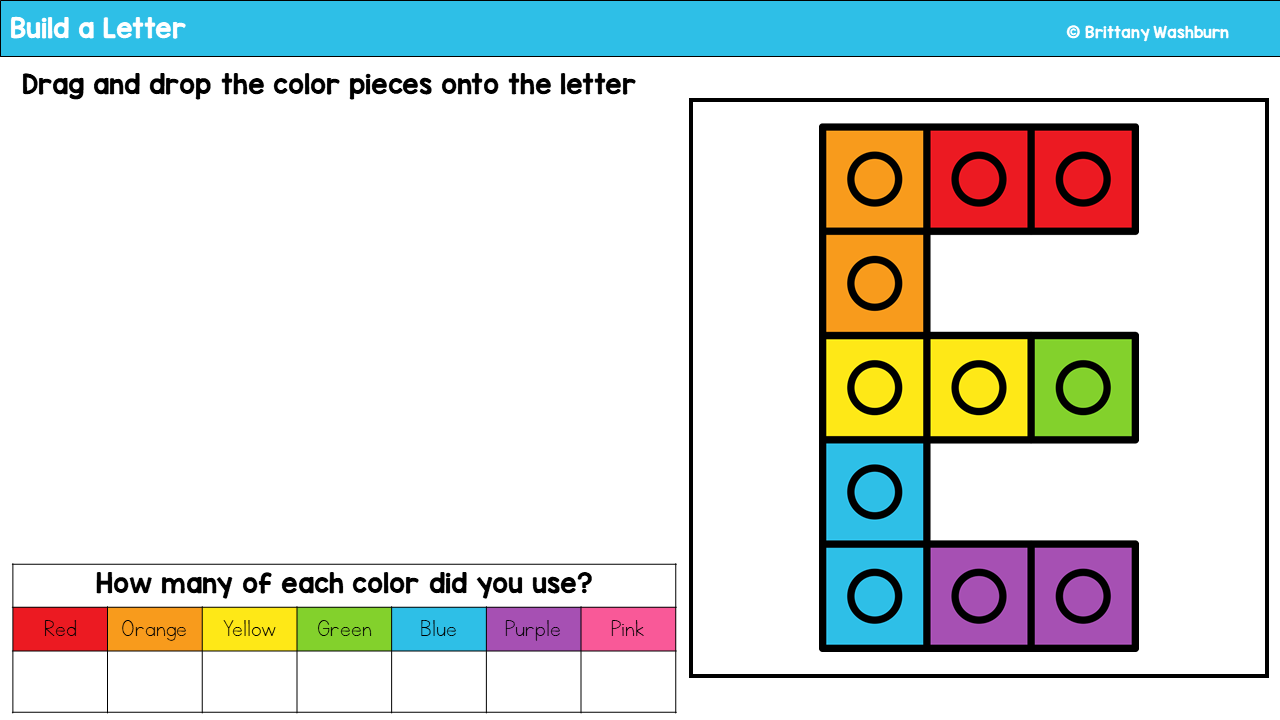 Build a Letter
© Brittany Washburn
Drag and drop the color pieces onto the letter
How many of each color did you use?
Red Orange Yellow Green Blue Purple Pink